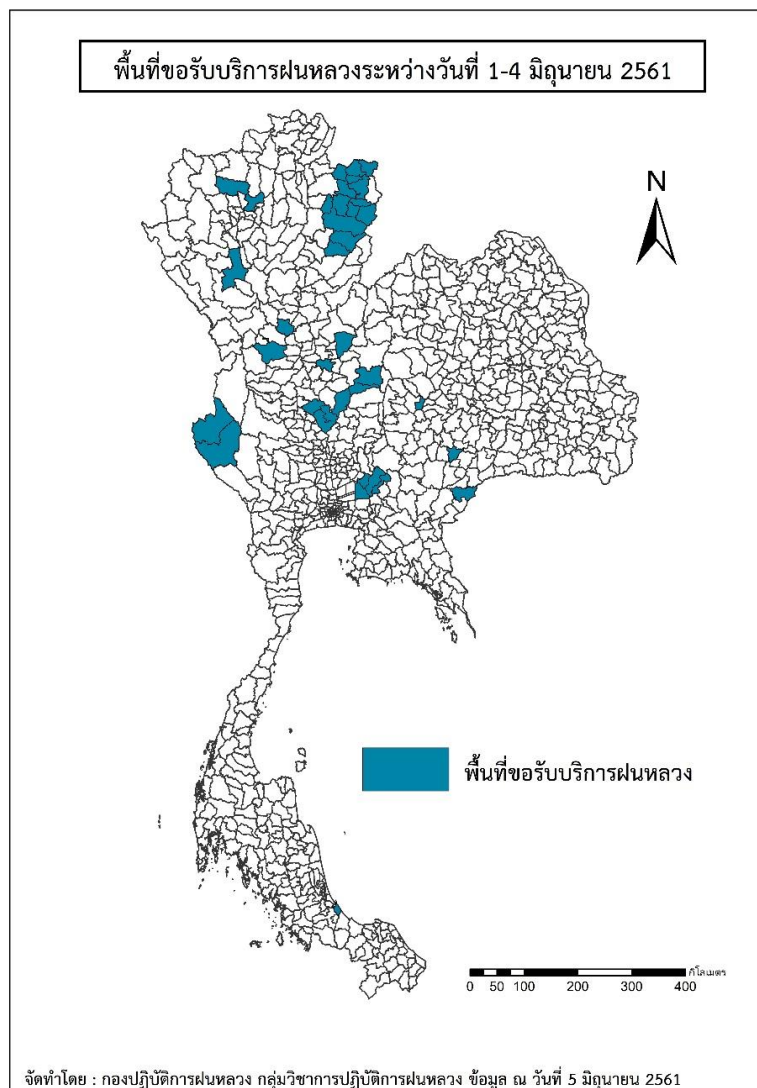 พื้นที่ขอรับบริการฝนหลวงระหว่างวันที่ 1-4 มิถุนายน 2561
N
พื้นที่ขอรับบริการฝนหลวง
กิโลเมตร
0 50 100 200 300 400
จัดทำโดย : กองปฏิบัติการฝนหลวง กลุ่มวิชาการปฏิบัติการฝนหลวง ข้อมูล ณ วันที่ 5 มิถุนายน 2561